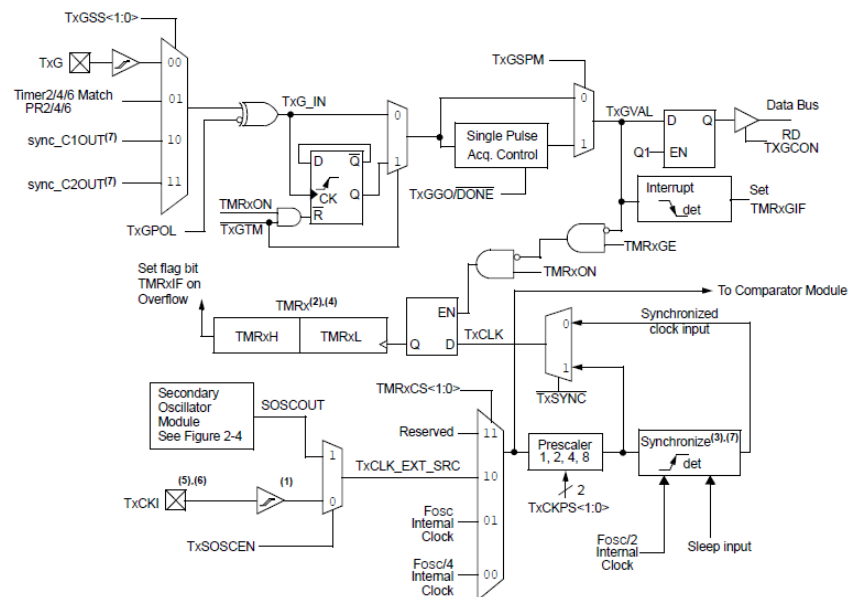 TxGSS<1:0>
TxG
00
Timer2/4/6 Match
PR2/4/6
01
sync_C1OUT(7)
10
sync_C2OUT(7)
11
TxGPOL
TxG_IN
D
Q
CK
Q
R
TMRxON
TxGTM
0
1
TxGSPM
0
1
Single Pulse
Acq. Control
TxGGO/DONE
TxGVAL
D
Q
Q1
EN
Data Bus
RD
TXGCON
Interrupt
det
Set
TMRxGIF
TMRxGE
TMRxON
Set flag bit
TMRxIF on
Overflow
TMRx(2),(4)
TMRxH
TMRxL
EN
Q
D
TxCLK
0
1
TxSYNC
To Comparator Module
Synchronized
clock input
Secondary
Oscillator
Module
See Figure 2-4
SOSCOUT
1
0
(5),(6)
TxCKI
(1)
TxSOSCEN
TxCLK_EXT_SRC
TMRxCS<1:0>
Reserved
11
10
Fosc
Internal
Clock
01
Fosc/4
Internal
Clock
00
Prescaler
1, 2, 4, 8
2
TxCKPS<1:0>
Synchronize(3),(7)
det
Fosc/2
Internal
Clock
Sleep input